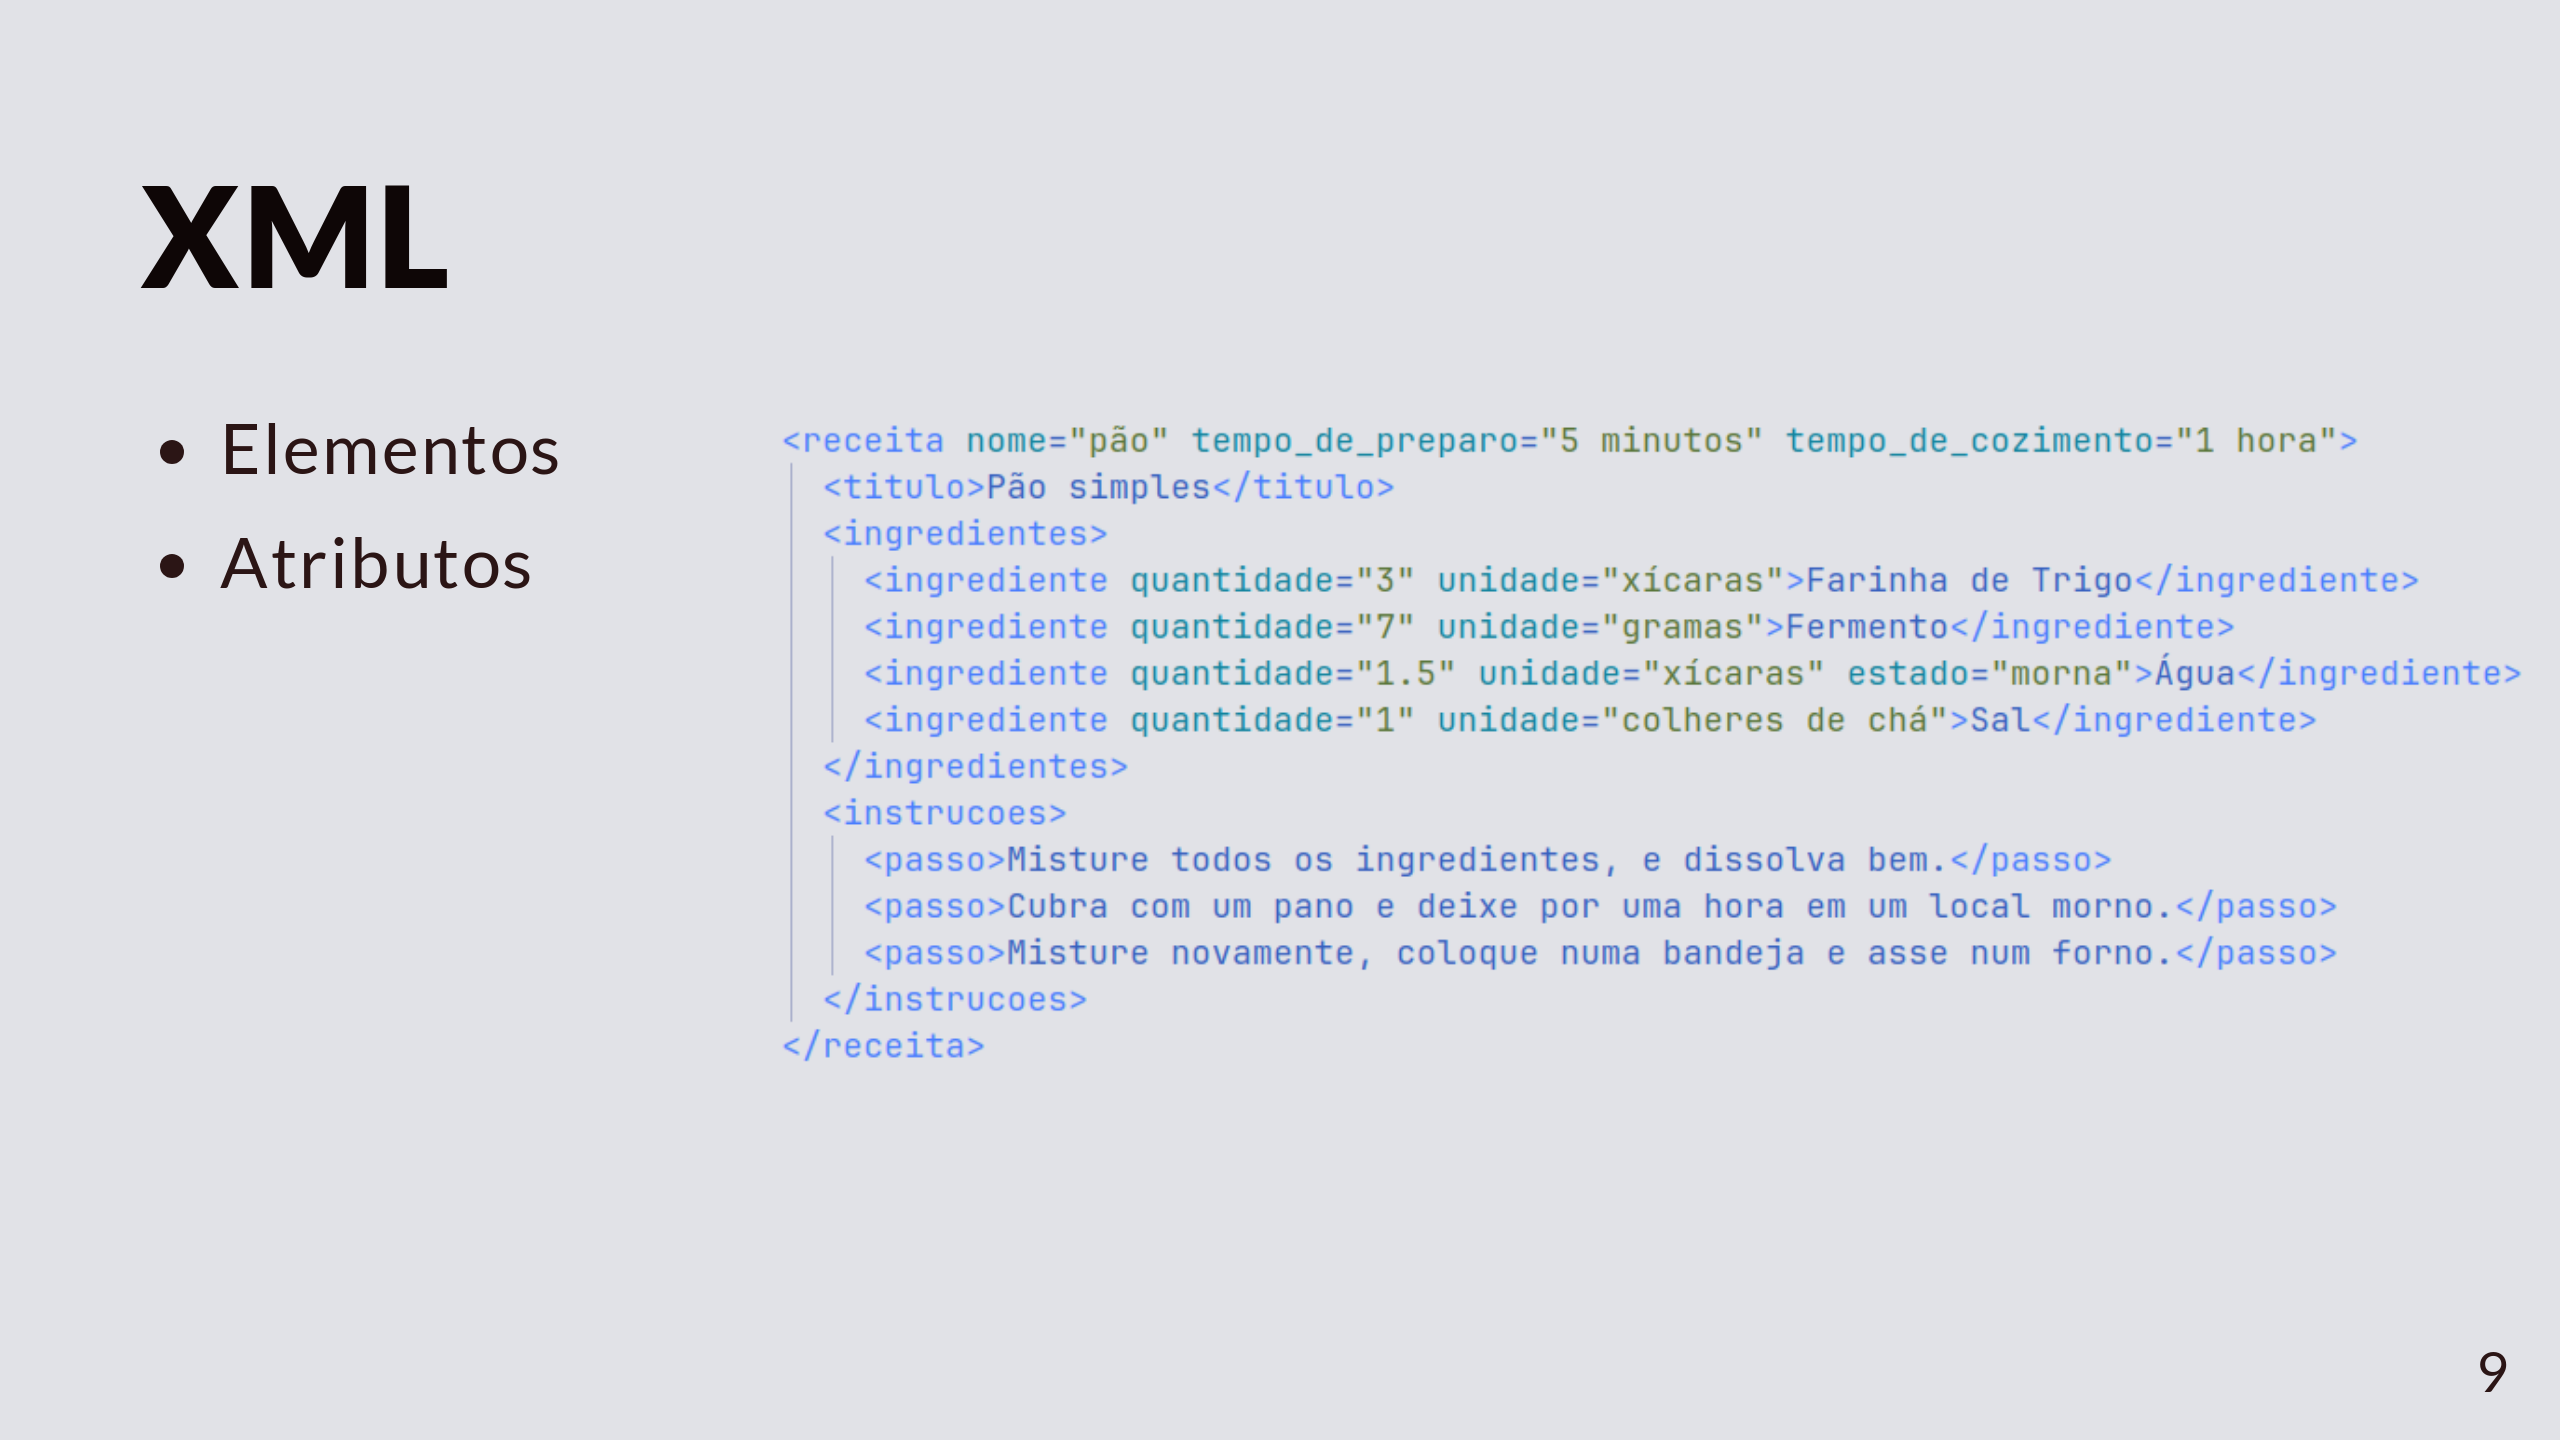 XML
• Elementos
• Atributos
<receita nome="pão" tempo_de_preparo="5 minutos" tempo_de_cozimento="1 hora">
<titulo>Pão simples</titulo>
<ingredientes>
<ingrediente quantidade="3" unidade="xícaras">Farinha de Trigo</ingrediente>
<ingrediente quantidade="7" unidade="gramas">Fermento</ingrediente>
<ingrediente quantidade="1.5" unidade="xícaras" estado="morna">Água</ingrediente>
<ingrediente quantidade="1" unidade="colheres de chá">Sal</ingrediente>
</ingredientes>
<instrucoes>
<passo>Misture todos os ingredientes, e dissolva bem.</passo>
<passo>Cubra com um pano e deixe por uma hora em um local morno.</passo>
<passo>Misture novamente, coloque numa bandeja e asse num forno.</passo>
</instrucoes>
</receita>
9